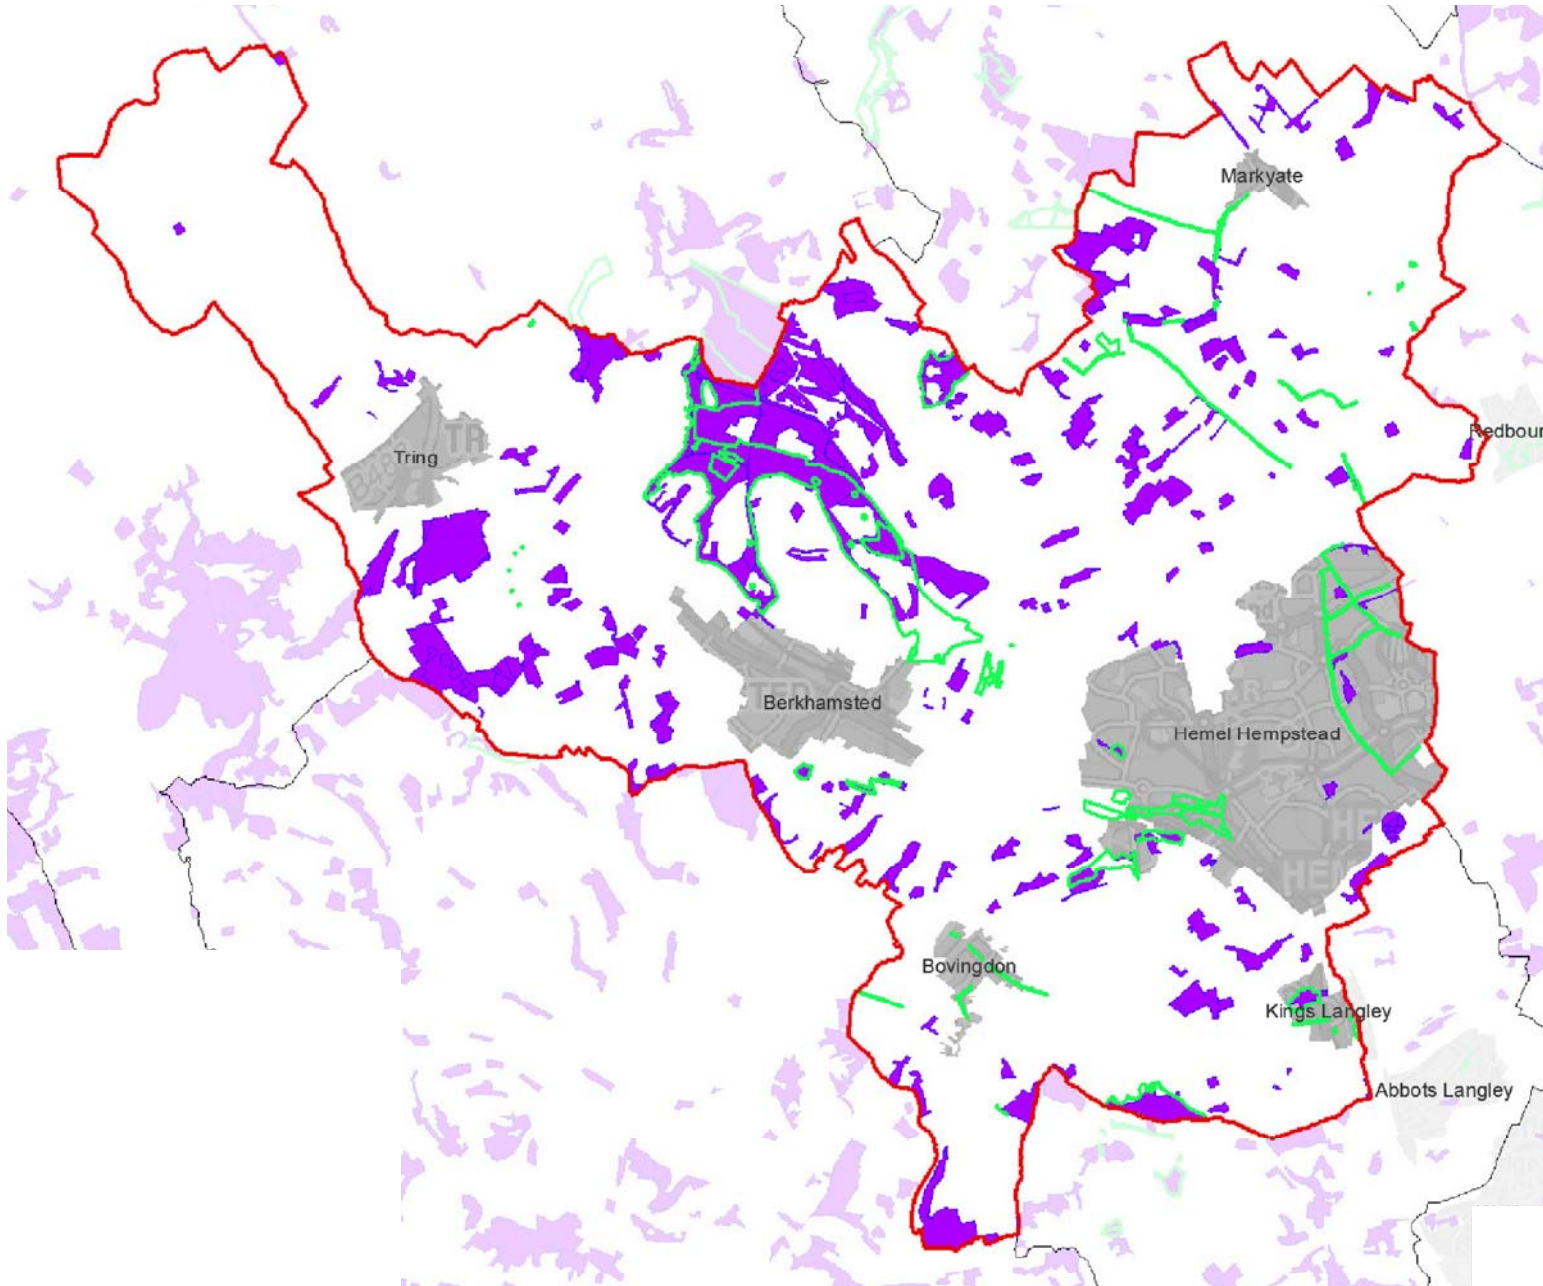 Markyate
Redbour
Tring
Berkhamsted
Hemel Hempstead
Bovingdon
Kings Langley
Abbots Langley